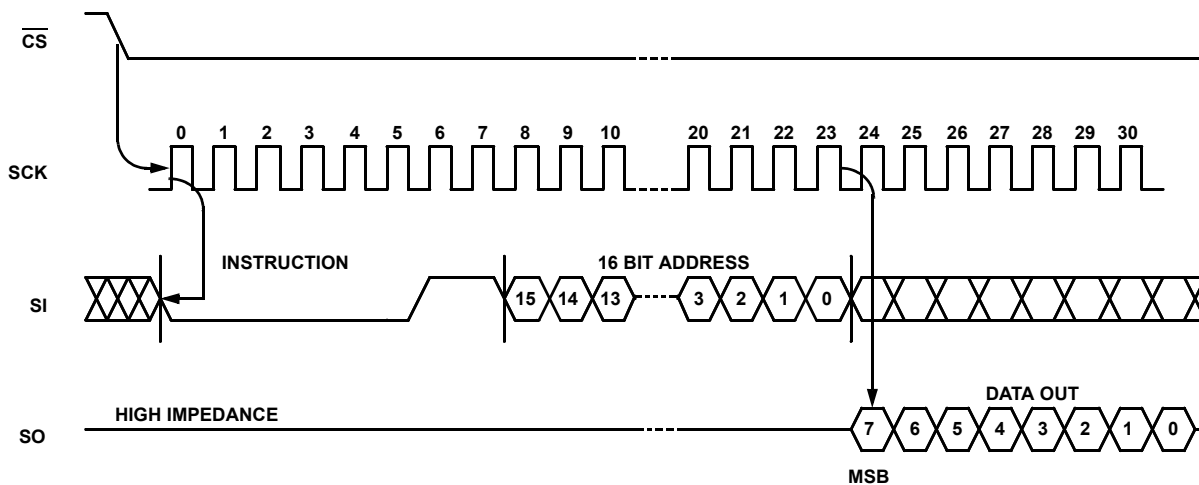 CS
0 1 2 3 4 5 6 7 8 9 10 20 21 22 23 24 25 26 27 28 29 30
SCK
INSTRUCTION
16 BIT ADDRESS
SI
15 14 13 3 2 1 0
HIGH IMPEDANCE
DATA OUT
SO
7 6 5 4 3 2 1 0
MSB